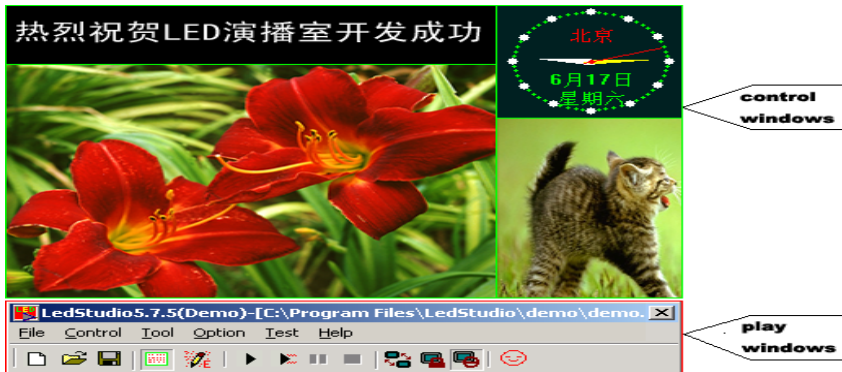 热烈祝贺LED演播室开发成功
北京
6月17日
星期六
control
windows
LedStudio5.7.5(Demo)-[C:\Program Files\LedStudio\demo\demo.
File Control Tool Option Test Help
E
play
windows